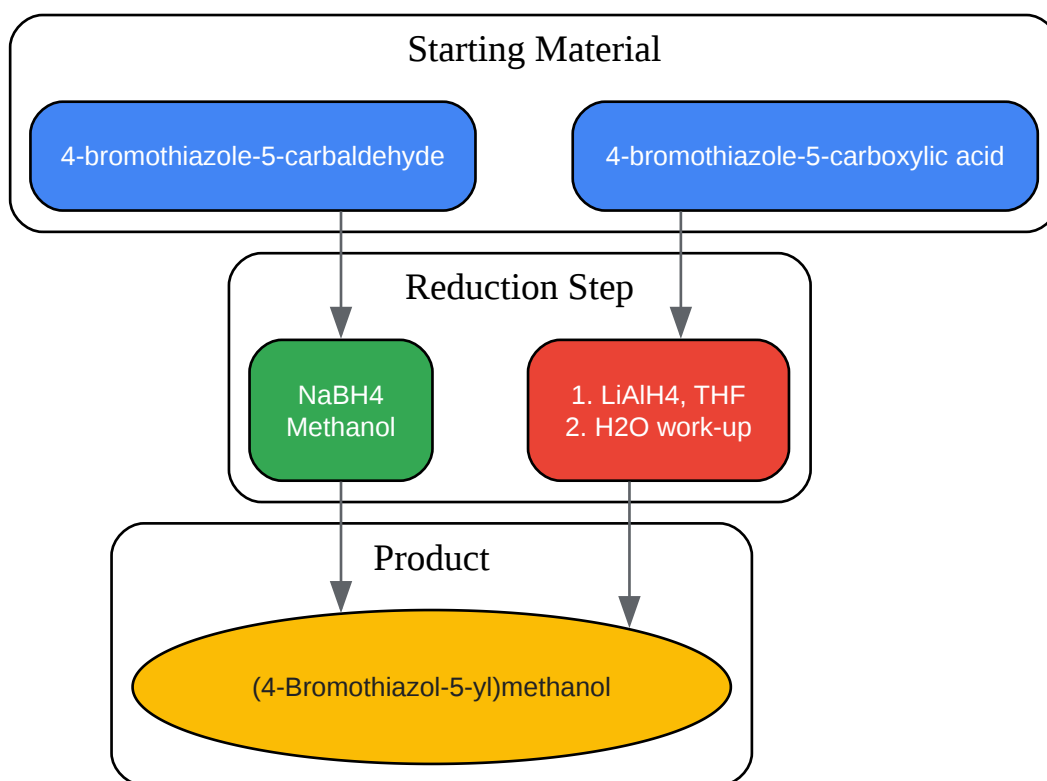 Starting Material
4-bromothiazole-5-carbaldehyde
4-bromothiazole-5-carboxylic acid
Reduction Step
NaBH4
Methanol
1. LiAlH4, THF
2. H2O work-up
Product
(4-Bromothiazol-5-yl)methanol